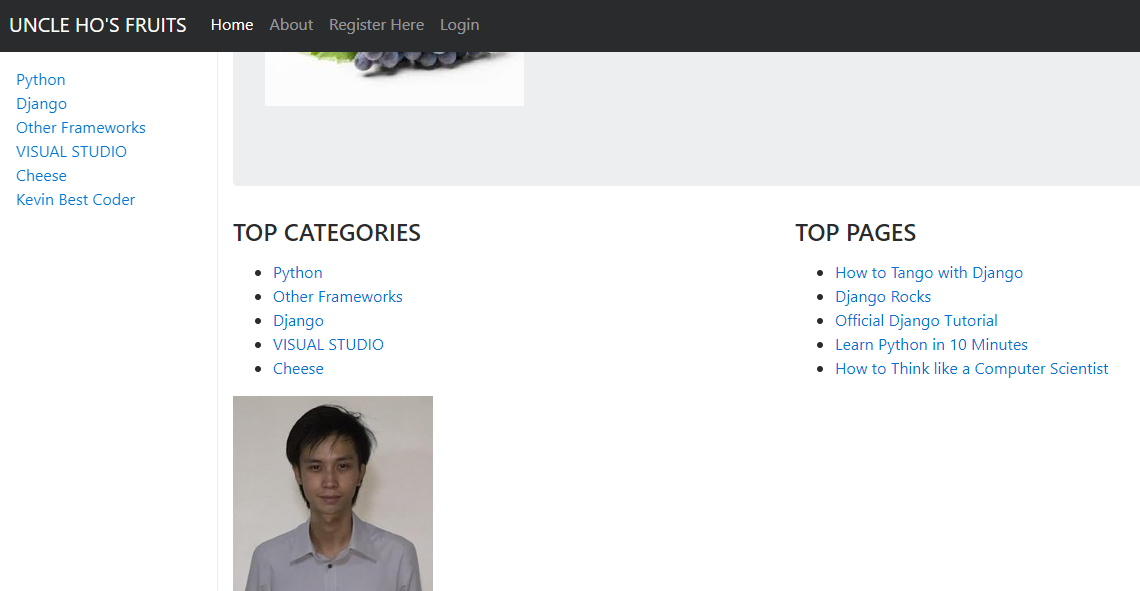 UNCLE HO'S FRUITS Home About Register Here Login
Python
Django
Other Frameworks
VISUAL STUDIO
Cheese
Kevin Best Coder
TOP CATEGORIES
Python
Other Frameworks
Django
VISUAL STUDIO
Cheese
TOP PAGES
How to Tango with Django
Django Rocks
Official Django Tutorial
Learn Python in 10 Minutes
How to Think like a Computer Scientist